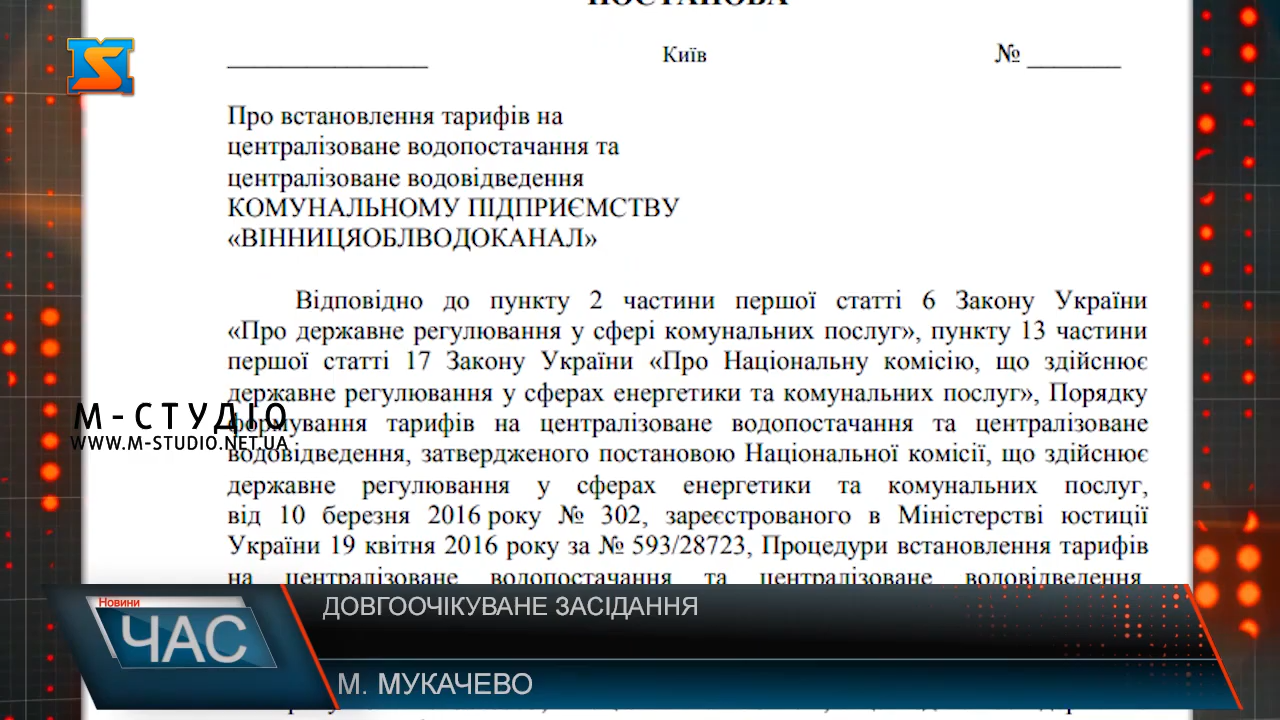 ПОСТАНОВА
Київ
№
Про встановлення тарифів на
централізоване водопостачання та
централізоване водовідведення
КОМУНАЛЬНОМУ ПІДПРИЄМСТВУ
«ВІННИЦЯОБЛВОДОКАНАЛ»
Відповідно до пункту 2 частини першої статті 6 Закону України
«Про державне регулювання у сфері комунальних послуг», пункту 13 частини
першої статті 17 Закону України «Про Національну комісію, що здійснює
державне регулювання у сферах енергетики та комунальних послуг», Порядку
формування тарифів на централізоване водопостачання та централізоване
водовідведення, затвердженого постановою Національної комісії, що здійснює
державне регулювання у сферах енергетики та комунальних послуг,
від 10 березня 2016 року № 302, зареєстрованого в Міністерстві юстиції
України 19 квітня 2016 року за № 593/28723, Процедури встановлення тарифів
на централізоване водопостачання та централізоване водовідведення
М-СТУДІО
WWW.M-STUDIO.NET.UA
Новини
ЧАС
ДОВГООЧІКУВАНЕ ЗАСІДАННЯ
М. МУКАЧЕВО